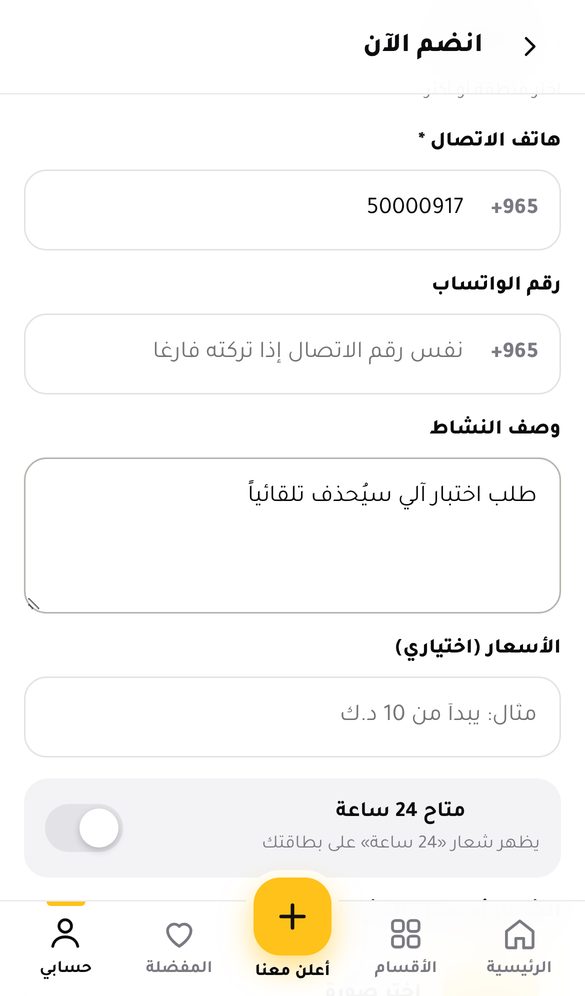 انضم الآن
هاتف الاتصال *
+965 50000917
رقم الواتساب
+965 نفس رقم الاتصال إذا تركته فارغا
وصف النشاط
طلب اختبار آلي سيُحذف تلقائياً
الأسعار (اختياري)
مثال: يبدأ من 10 د.ك
متاح 24 ساعة
يظهر شعار «24 ساعة» على بطاقتك
الرئيسية
الأقسام
أعلن معنا
المفضلة
حسابي